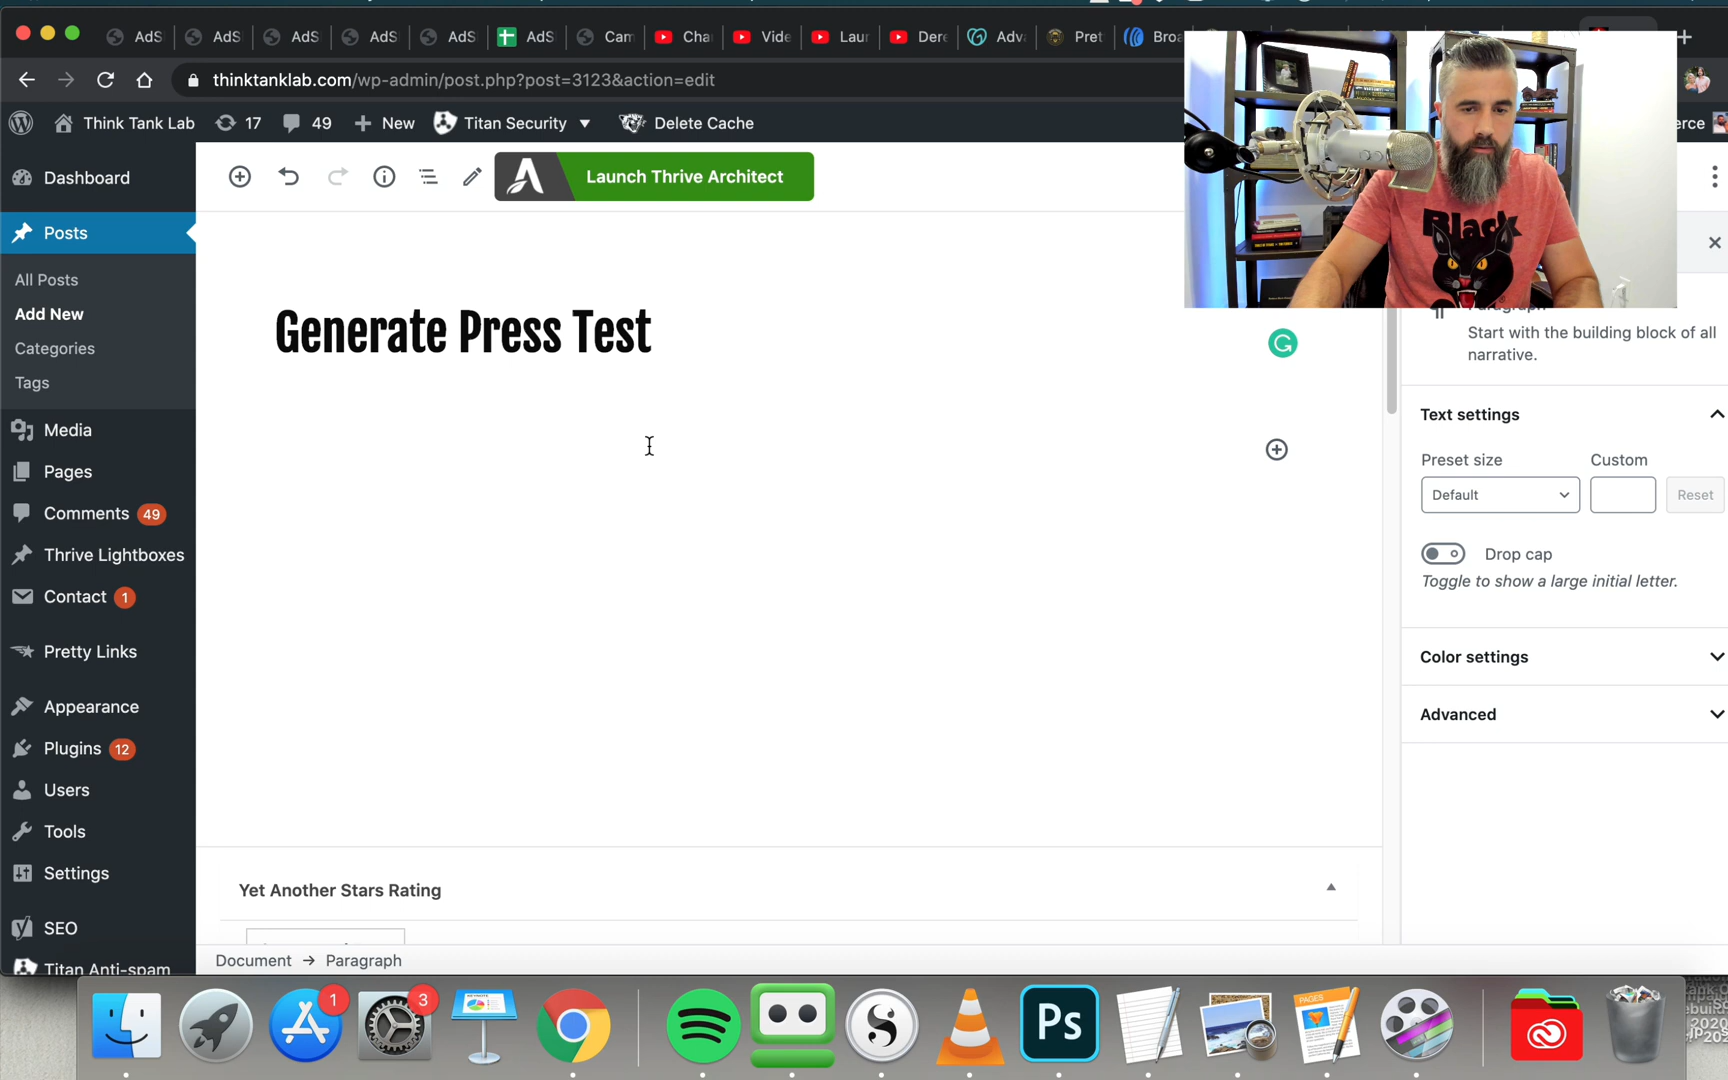 AdS
AdS
AdS
AdS
AdS
AdS
Cam
Cha
Vide
Laur
Dere
Adv
Pret
Broa
thinktanklab.com/wp-admin/post.php?post=3123&action=edit
Think Tank Lab
17
49
New
Titan Security
Delete Cache
erce
Dashboard
Launch Thrive Architect
Posts
All Posts
Add New
Categories
Tags
Media
Pages
Comments 49
Thrive Lightboxes
Contact 1
Pretty Links
Appearance
Plugins 12
Users
Tools
Settings
SEO
Titan Anti-spam
Generate Press Test
Black
Paragraph
Start with the building block of all
narrative.
Text settings
Preset size
Custom
Default
Reset
Drop cap
Toggle to show a large initial letter.
Color settings
Advanced
Yet Another Stars Rating
Document → Paragraph
1
3
Ps
PAGES